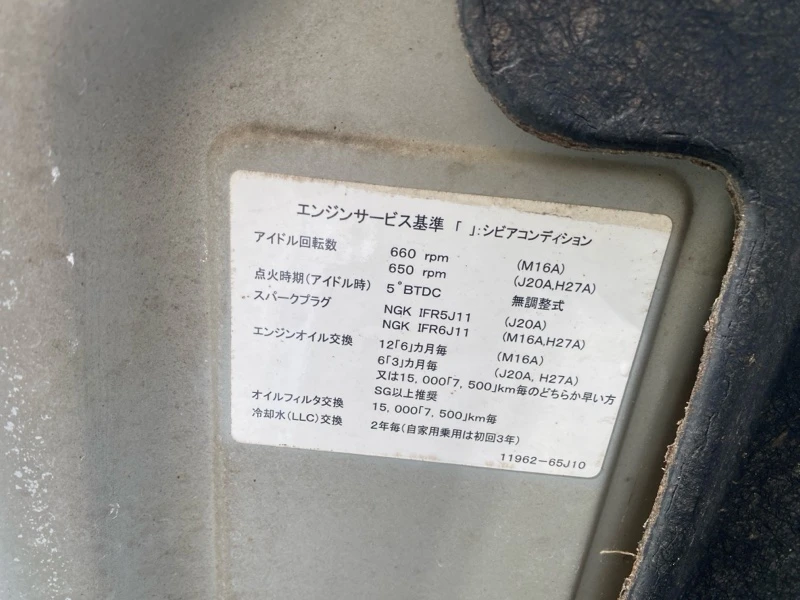 エンジンサービス基準 「 」:シビアコンディション
アイドル回転数 660 rpm (M16A)
650 rpm (J20A,H27A)
点火時期(アイドル時) 5°BTDC 無調整式
スパークプラグ NGK IFR5J11 (J20A)
NGK IFR6J11 (M16A,H27A)
エンジンオイル交換 12「6」カ月毎 (M16A)
6「3」カ月毎 (J20A, H27A)
又は15,000「7,500」km毎のどちらか早い方
SG以上推奨
オイルフィルタ交換 15,000「7,500」km毎
冷却水(LLC)交換 2年毎(自家用乗用は初回3年)
11962-65J10